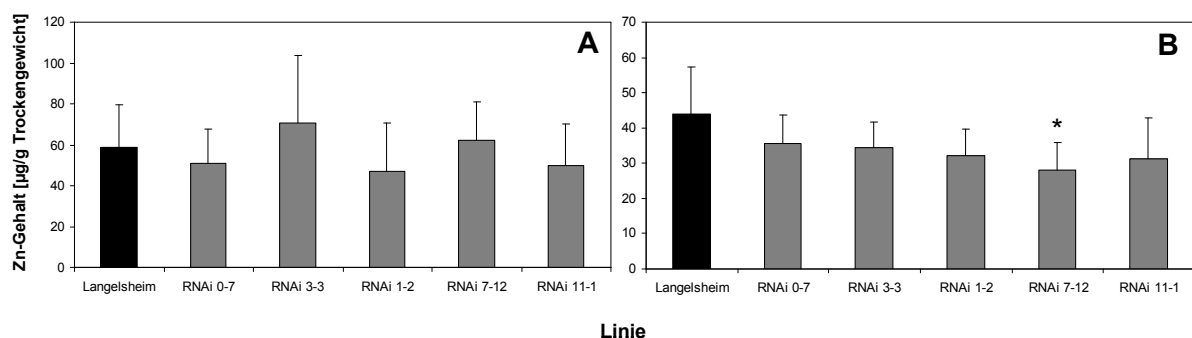 Zn-Gehalt [µg/g Trockengewicht]
120
100
80
60
40
20
0
A
Langelsheim RNAi 0-7 RNAi 3-3 RNAi 1-2 RNAi 7-12 RNAi 11-1
70
60
50
40
30
20
10
0
B
*
Langelsheim RNAi 0-7 RNAi 3-3 RNAi 1-2 RNAi 7-12 RNAi 11-1
Linie